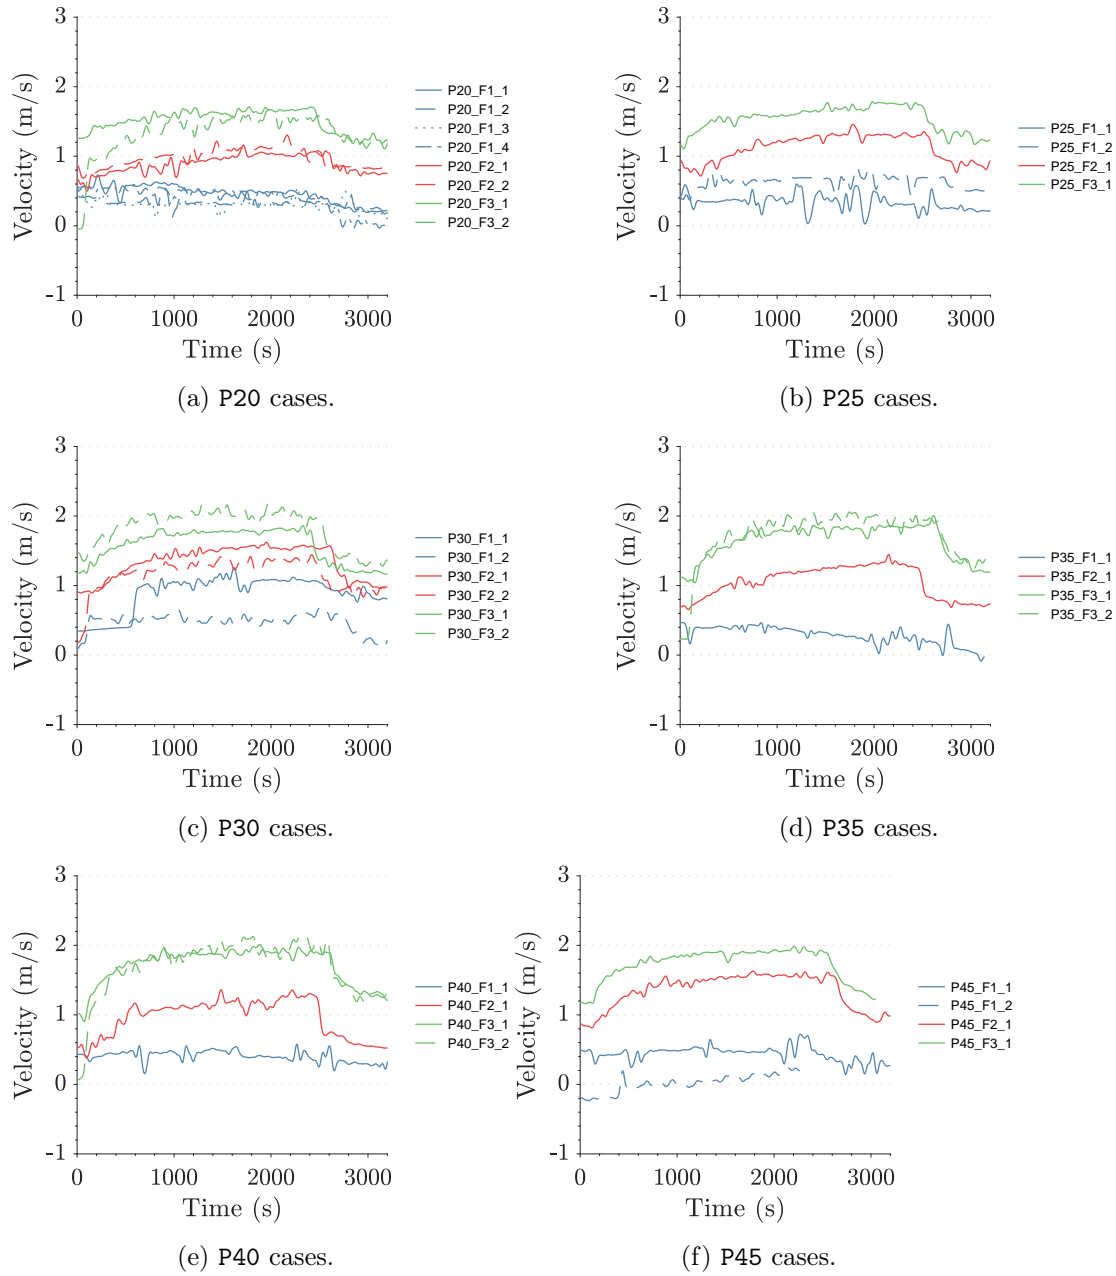 3
2
1
0
-1
Velocity (m/s)
0 1000 2000 3000
Time (s)
P20_F1_1
P20_F1_2
P20_F1_3
P20_F1_4
P20_F2_1
P20_F2_2
P20_F3_1
P20_F3_2
(a) P20 cases.
3
2
1
0
-1
Velocity (m/s)
0 1000 2000 3000
Time (s)
P25_F1_1
P25_F1_2
P25_F2_1
P25_F3_1
(b) P25 cases.
3
2
1
0
-1
Velocity (m/s)
0 1000 2000 3000
Time (s)
P30_F1_1
P30_F1_2
P30_F2_1
P30_F2_2
P30_F3_1
P30_F3_2
(c) P30 cases.
3
2
1
0
-1
Velocity (m/s)
0 1000 2000 3000
Time (s)
P35_F1_1
P35_F2_1
P35_F3_1
P35_F3_2
(d) P35 cases.
3
2
1
0
-1
Velocity (m/s)
0 1000 2000 3000
Time (s)
P40_F1_1
P40_F2_1
P40_F3_1
P40_F3_2
(e) P40 cases.
3
2
1
0
-1
Velocity (m/s)
0 1000 2000 3000
Time (s)
P45_F1_1
P45_F1_2
P45_F2_1
P45_F3_1
(f) P45 cases.